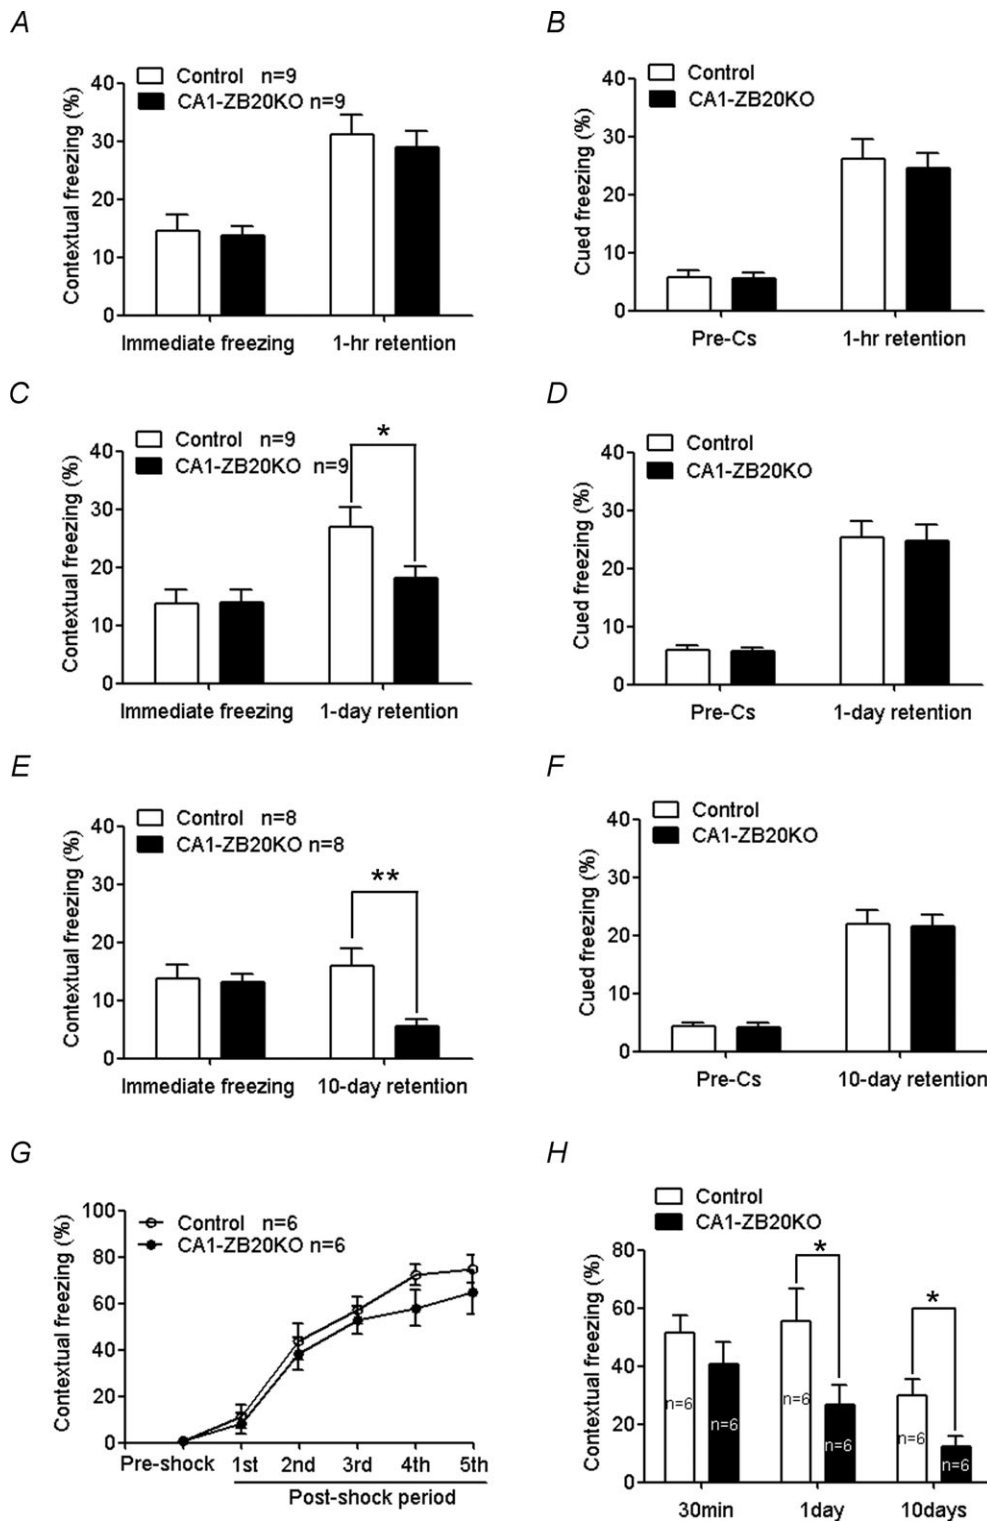 A
Control n=9
CA1-ZB20KO n=9
Contextual freezing (%)
40
30
20
10
0
Immediate freezing 1-hr retention
B
Control
CA1-ZB20KO
Cued freezing (%)
40
30
20
10
0
Pre-Cs 1-hr retention
C
Control n=9
CA1-ZB20KO n=9
Contextual freezing (%)
40
30
20
10
0
*
Immediate freezing 1-day retention
D
Control
CA1-ZB20KO
Cued freezing (%)
40
30
20
10
0
Pre-Cs 1-day retention
E
Control n=8
CA1-ZB20KO n=8
Contextual freezing (%)
40
30
20
10
0
**
Immediate freezing 10-day retention
F
Control
CA1-ZB20KO
Cued freezing (%)
40
30
20
10
0
Pre-Cs 10-day retention
G
Control n=6
CA1-ZB20KO n=6
Contextual freezing (%)
100
80
60
40
20
0
Pre-shock 1st 2nd 3rd 4th 5th
Post-shock period
H
Control
CA1-ZB20KO
Contextual freezing (%)
80
60
40
20
0
* *
n=6 n=6 n=6 n=6 n=6 n=6
30min 1day 10days